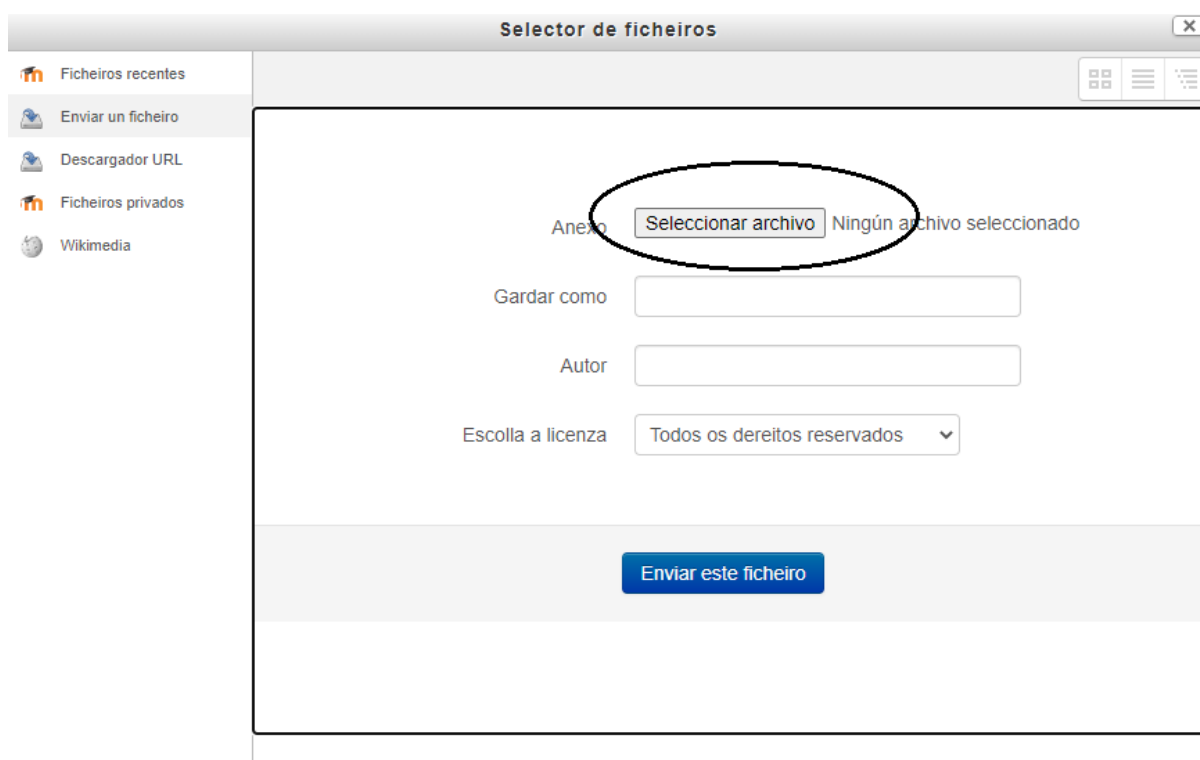 Selector de ficheiros
Ficheiros recentes
Enviar un ficheiro
Descargador URL
Ficheiros privados
Wikimedia
Anexo Seleccionar archivo Ningún archivo seleccionado
Gardar como
Autor
Escolla a licenza Todos os dereitos reservados
Enviar este ficheiro